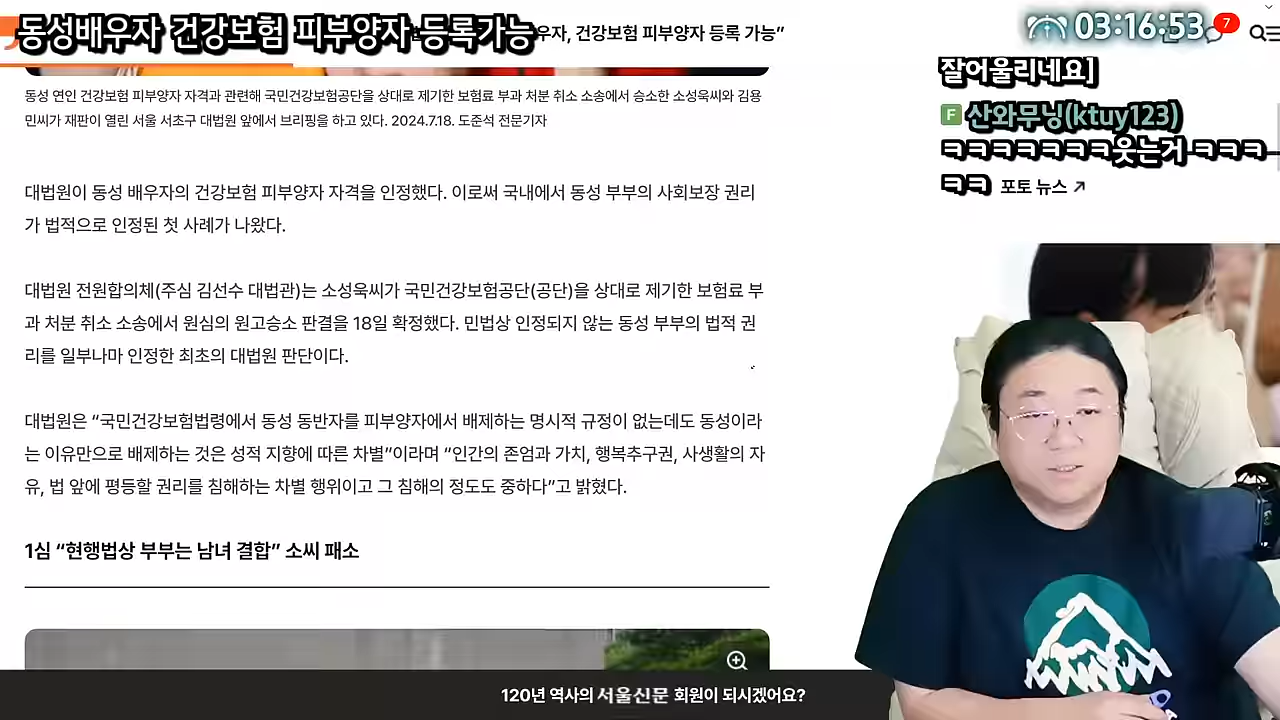 동성배우자 건강보험 피부양자 등록가능
우자, 건강보험 피부양자 등록 가능”
03:16:53
7
잘어울리네요]
F 산와무닝(ktuy123)
ㅋㅋㅋㅋㅋㅋㅋ웃는거 ㅋㅋㅋ
ㅋㅋ
포토 뉴스 ↗
동성 연인 건강보험 피부양자 자격과 관련해 국민건강보험공단을 상대로 제기한 보험료 부과 처분 취소 소송에서 승소한 소성욱씨와 김용
민씨가 재판이 열린 서울 서초구 대법원 앞에서 브리핑을 하고 있다. 2024.7.18. 도준석 전문기자
대법원이 동성 배우자의 건강보험 피부양자 자격을 인정했다. 이로써 국내에서 동성 부부의 사회보장 권리
가 법적으로 인정된 첫 사례가 나왔다.
대법원 전원합의체(주심 김선수 대법관)는 소성욱씨가 국민건강보험공단(공단)을 상대로 제기한 보험료 부
과 처분 취소 소송에서 원심의 원고승소 판결을 18일 확정했다. 민법상 인정되지 않는 동성 부부의 법적 권
리를 일부나마 인정한 최초의 대법원 판단이다.
대법원은 “국민건강보험법령에서 동성 동반자를 피부양자에서 배제하는 명시적 규정이 없는데도 동성이라
는 이유만으로 배제하는 것은 성적 지향에 따른 차별”이라며 “인간의 존엄과 가치, 행복추구권, 사생활의 자
유, 법 앞에 평등할 권리를 침해하는 차별 행위이고 그 침해의 정도도 중하다”고 밝혔다.
1심 “현행법상 부부는 남녀 결합” 소씨 패소
120년 역사의 서울신문 회원이 되시겠어요?